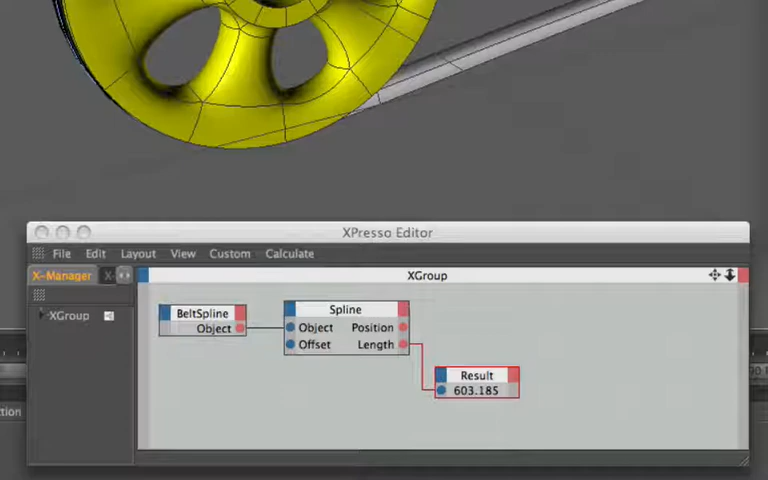 XPresso Editor
File Edit Layout View Custom Calculate
X-Manager X- XGroup
XGroup
BeltSpline
Object
Spline
Object Position
Offset Length
Result
603.185